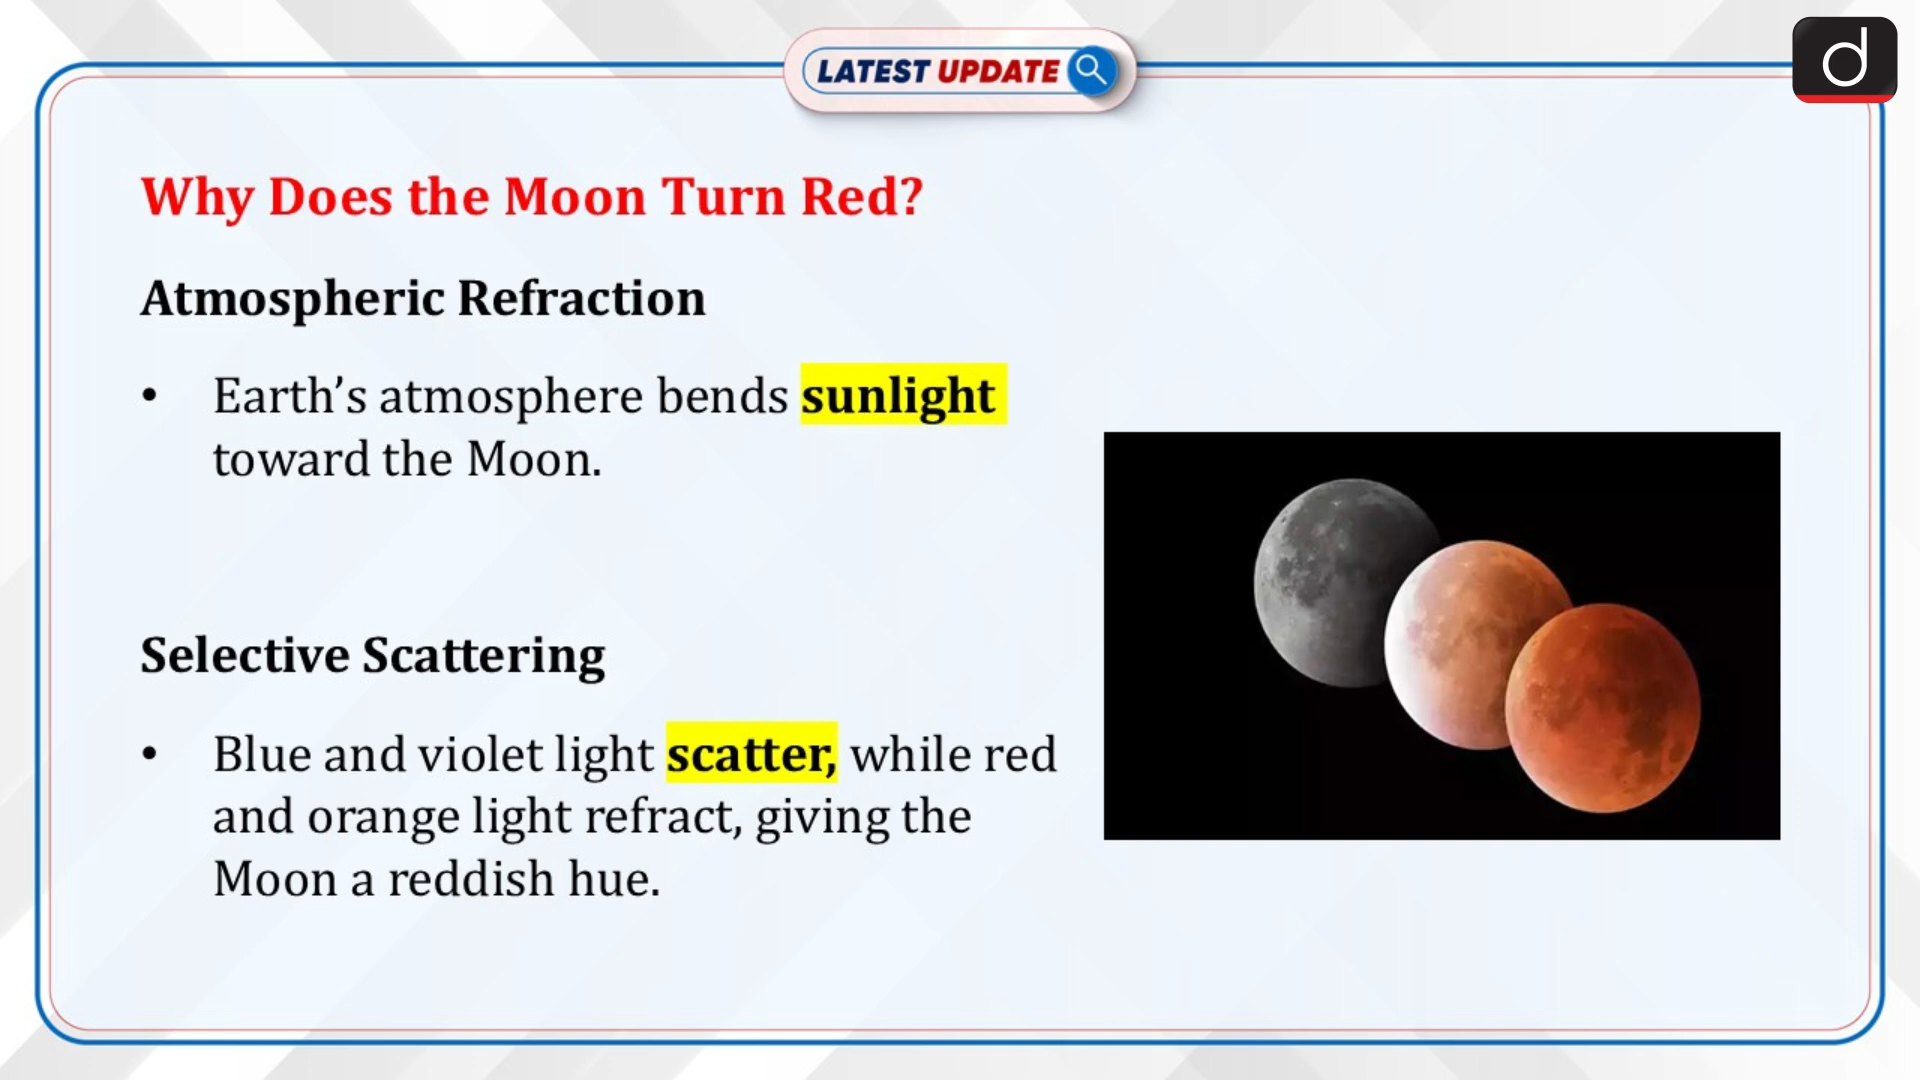 LATEST UPDATE
d
Why Does the Moon Turn Red?
Atmospheric Refraction
• Earth’s atmosphere bends sunlight
toward the Moon.
Selective Scattering
• Blue and violet light scatter, while red
and orange light refract, giving the
Moon a reddish hue.